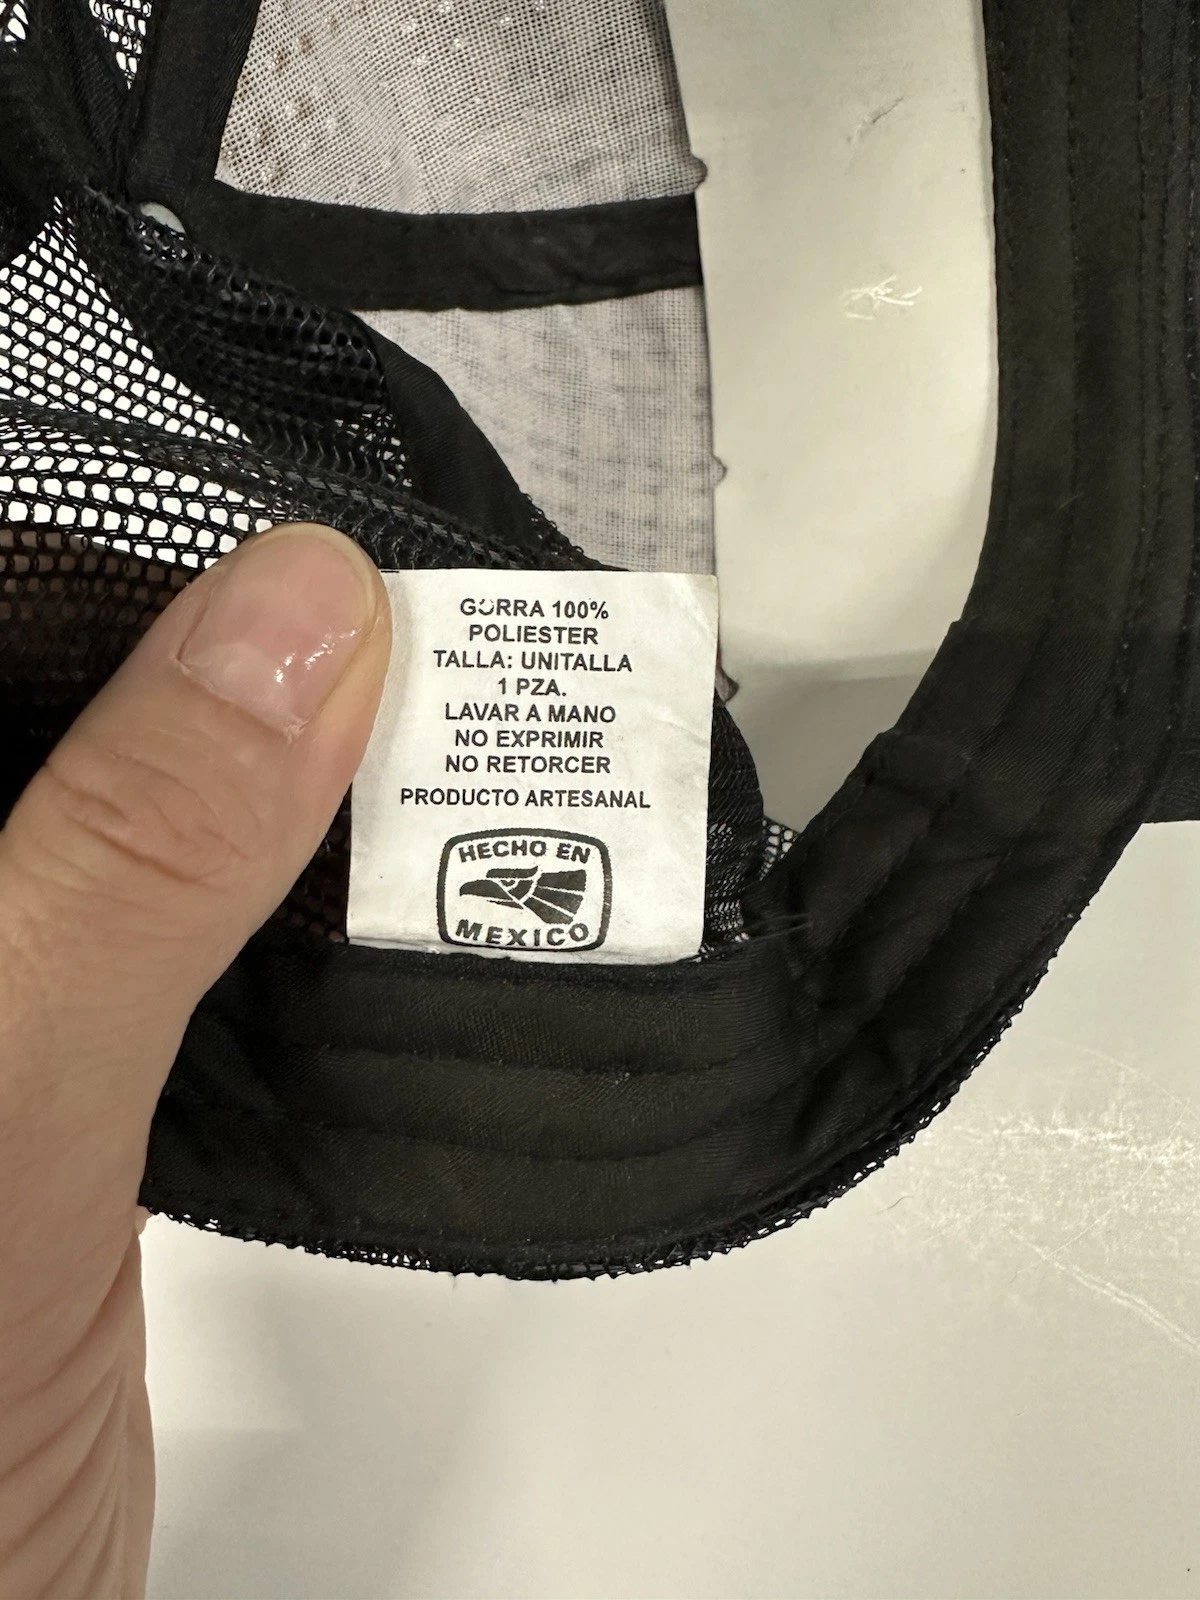 GORRA 100%
POLIESTER
TALLA: UNITALLA
1 PZA.
LAVAR A MANO
NO EXPRIMIR
NO RETORCER
PRODUCTO ARTESANAL
HECHO EN
MEXICO